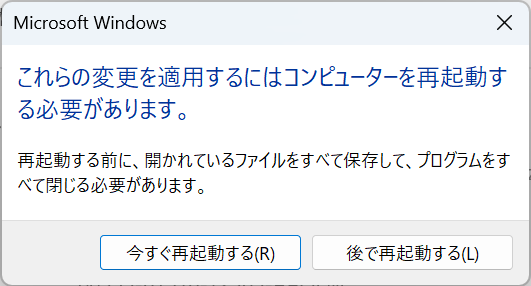 Microsoft Windows
これらの変更を適用するにはコンピューターを再起動す
る必要があります。
再起動する前に、開かれているファイルをすべて保存して、プログラムをす
べて閉じる必要があります。
今すぐ再起動する(R) 後で再起動する(L)